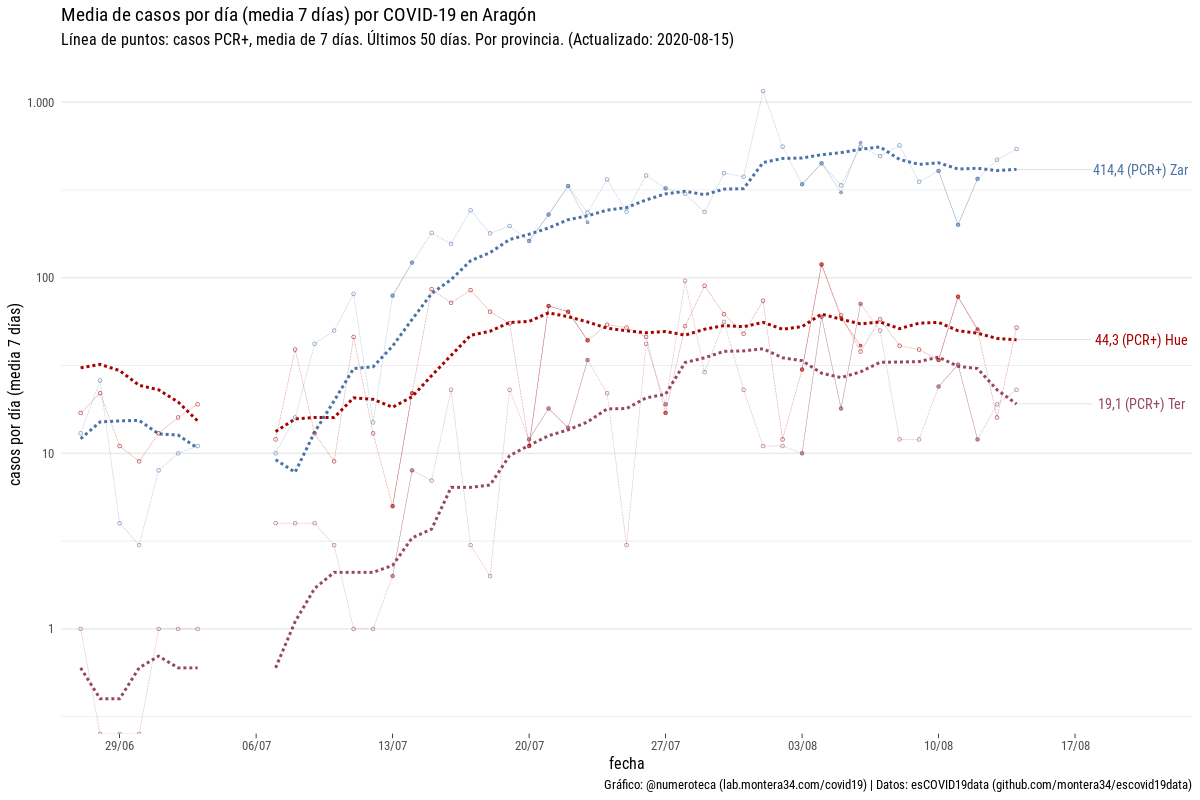 Media de casos por día (media 7 días) por COVID-19 en Aragón
Línea de puntos: casos PCR+, media de 7 días. Últimos 50 días. Por provincia. (Actualizado: 2020-08-15)
casos por día (media 7 días)
1.000
100
10
1
414,4 (PCR+) Zar
44,3 (PCR+) Hue
19,1 (PCR+) Ter
29/06
06/07
13/07
20/07
27/07
03/08
10/08
17/08
fecha
Gráfico: @numeroteca (lab.montera34.com/covid19) | Datos: esCOVID19data (github.com/montera34/escovid19data)